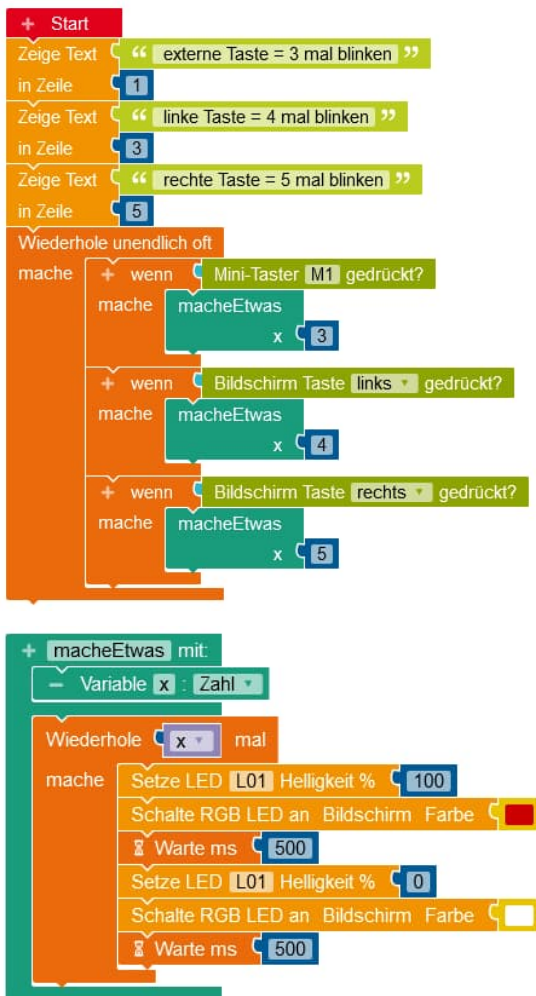 + Start
Zeige Text “ externe Taste = 3 mal blinken ”
in Zeile 1
Zeige Text “ linke Taste = 4 mal blinken ”
in Zeile 3
Zeige Text “ rechte Taste = 5 mal blinken ”
in Zeile 5
Wiederhole unendlich oft
mache + wenn Mini-Taster M1 gedrückt?
mache macheEtwas
x 3
+ wenn Bildschirm Taste links gedrückt?
mache macheEtwas
x 4
+ wenn Bildschirm Taste rechts gedrückt?
mache macheEtwas
x 5
+ macheEtwas mit:
– Variable x : Zahl
Wiederhole x mal
mache Setze LED L01 Helligkeit % 100
Schalte RGB LED an Bildschirm Farbe
Warte ms 500
Setze LED L01 Helligkeit % 0
Schalte RGB LED an Bildschirm Farbe
Warte ms 500